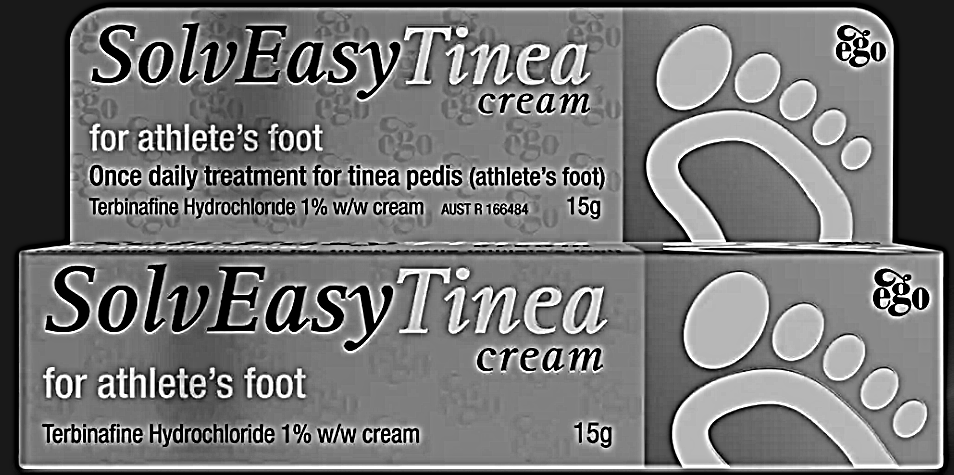 SolvEasyTinea
cream
ego
for athlete's foot
Once daily treatment for tinea pedis (athlete's foot)
Terbinafine Hydrochloride 1% w/w cream AUST R 166484 15g
SolvEasyTinea
cream
ego
for athlete's foot
Terbinafine Hydrochloride 1% w/w cream 15g